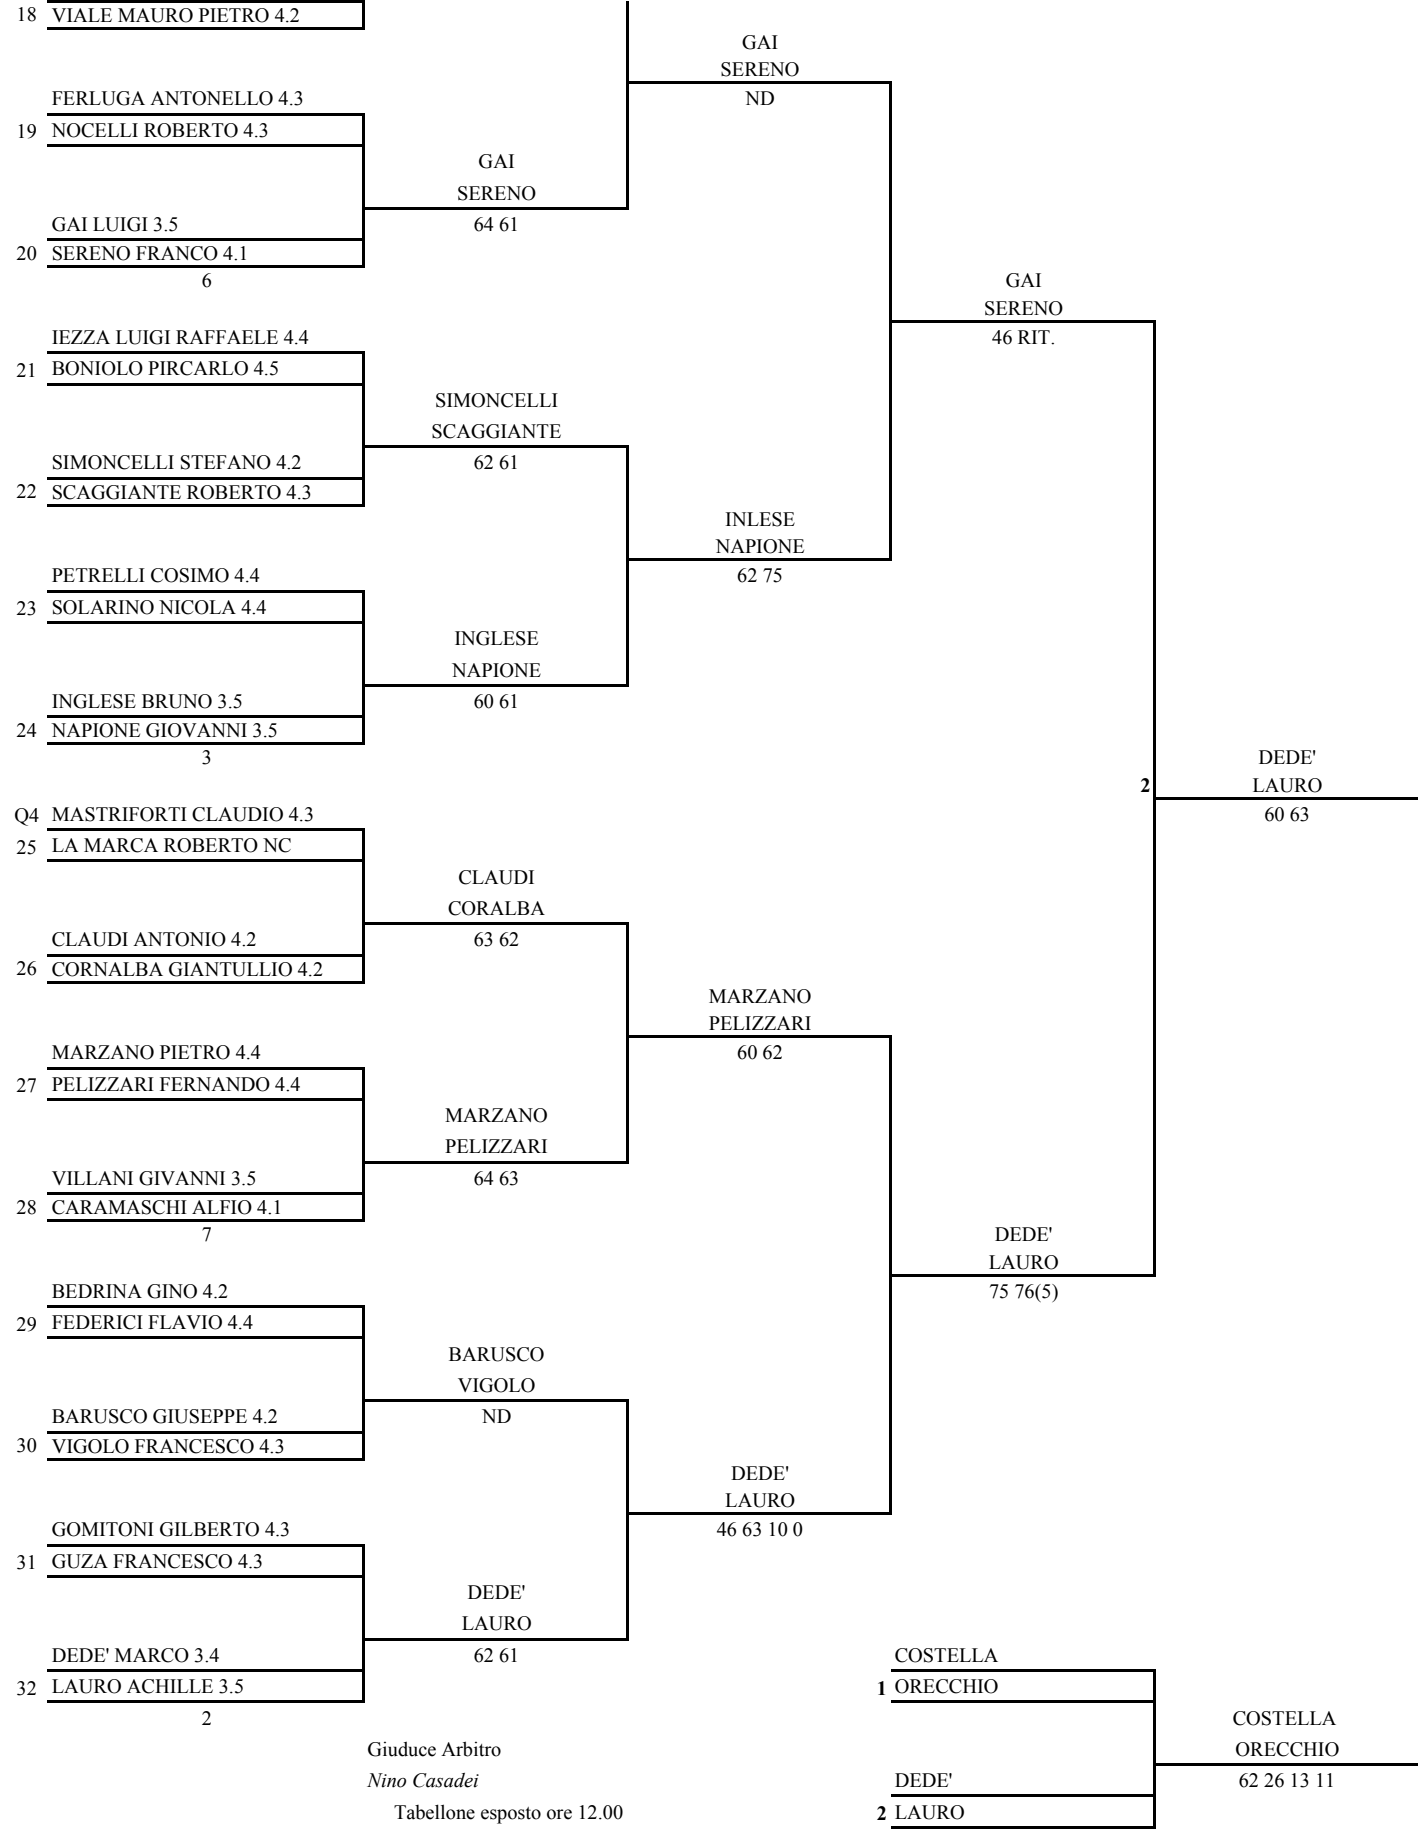 18 VIALE MAURO PIETRO 4.2
GAI
SERENO
ND
FERLUGA ANTONELLO 4.3
19 NOCELLI ROBERTO 4.3
GAI
SERENO
64 61
GAI LUIGI 3.5
20 SERENO FRANCO 4.1
6
GAI
SERENO
46 RIT.
IEZZA LUIGI RAFFAELE 4.4
21 BONIOLO PIRCARLO 4.5
SIMONCELLI
SCAGGIANTE
62 61
SIMONCELLI STEFANO 4.2
22 SCAGGIANTE ROBERTO 4.3
INLESE
NAPIONE
62 75
PETRELLI COSIMO 4.4
23 SOLARINO NICOLA 4.4
INGLESE
NAPIONE
60 61
INGLESE BRUNO 3.5
24 NAPIONE GIOVANNI 3.5
3
DEDE'
2 LAURO
60 63
Q4 MASTRIFORTI CLAUDIO 4.3
25 LA MARCA ROBERTO NC
CLAUDI
CORALBA
63 62
CLAUDI ANTONIO 4.2
26 CORNALBA GIANTULLIO 4.2
MARZANO
PELIZZARI
60 62
MARZANO PIETRO 4.4
27 PELIZZARI FERNANDO 4.4
MARZANO
PELIZZARI
64 63
VILLANI GIVANNI 3.5
28 CARAMASCHI ALFIO 4.1
7
DEDE'
LAURO
75 76(5)
BEDRINA GINO 4.2
29 FEDERICI FLAVIO 4.4
BARUSCO
VIGOLO
ND
BARUSCO GIUSEPPE 4.2
30 VIGOLO FRANCESCO 4.3
DEDE'
LAURO
46 63 10 0
GOMITONI GILBERTO 4.3
31 GUZA FRANCESCO 4.3
DEDE'
LAURO
62 61
DEDE' MARCO 3.4
32 LAURO ACHILLE 3.5
2
COSTELLA
1 ORECCHIO
COSTELLA
ORECCHIO
62 26 13 11
DEDE'
2 LAURO
Giuduce Arbitro
Nino Casadei
Tabellone esposto ore 12.00